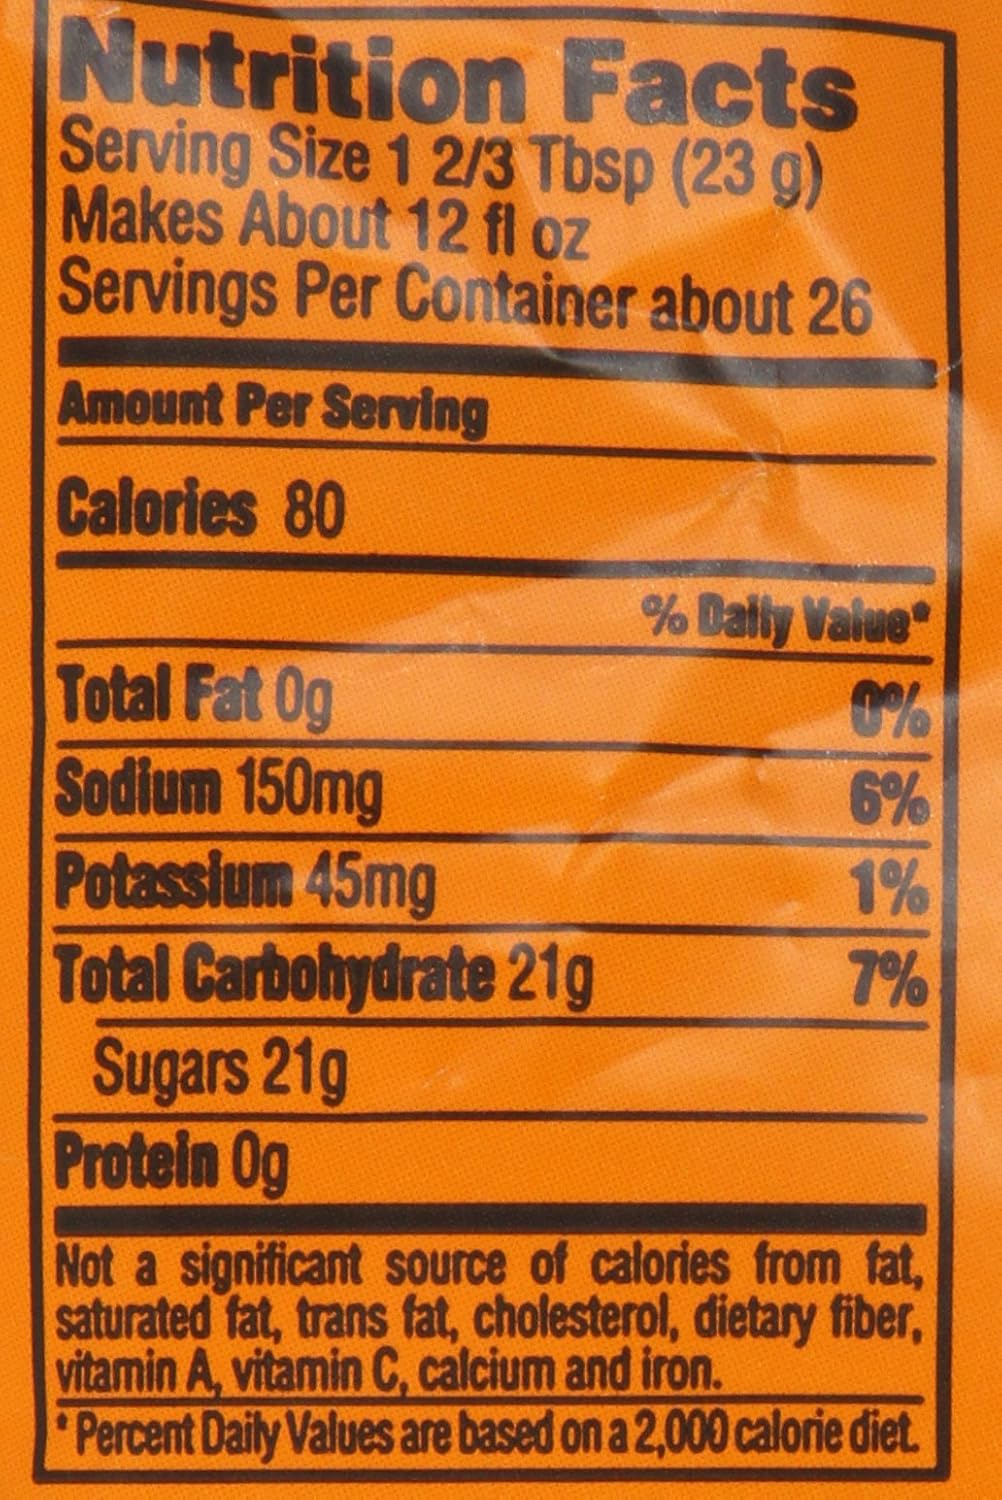 Nutrition Facts
Serving Size 1 2/3 Tbsp (23 g)
Makes About 12 fl oz
Servings Per Container about 26
Amount Per Serving
Calories 80
% Daily Value*
Total Fat 0g 0%
Sodium 150mg 6%
Potassium 45mg 1%
Total Carbohydrate 21g 7%
Sugars 21g
Protein 0g
Not a significant source of calories from fat,
saturated fat, trans fat, cholesterol, dietary fiber,
vitamin A, vitamin C, calcium and iron.
* Percent Daily Values are based on a 2,000 calorie diet.